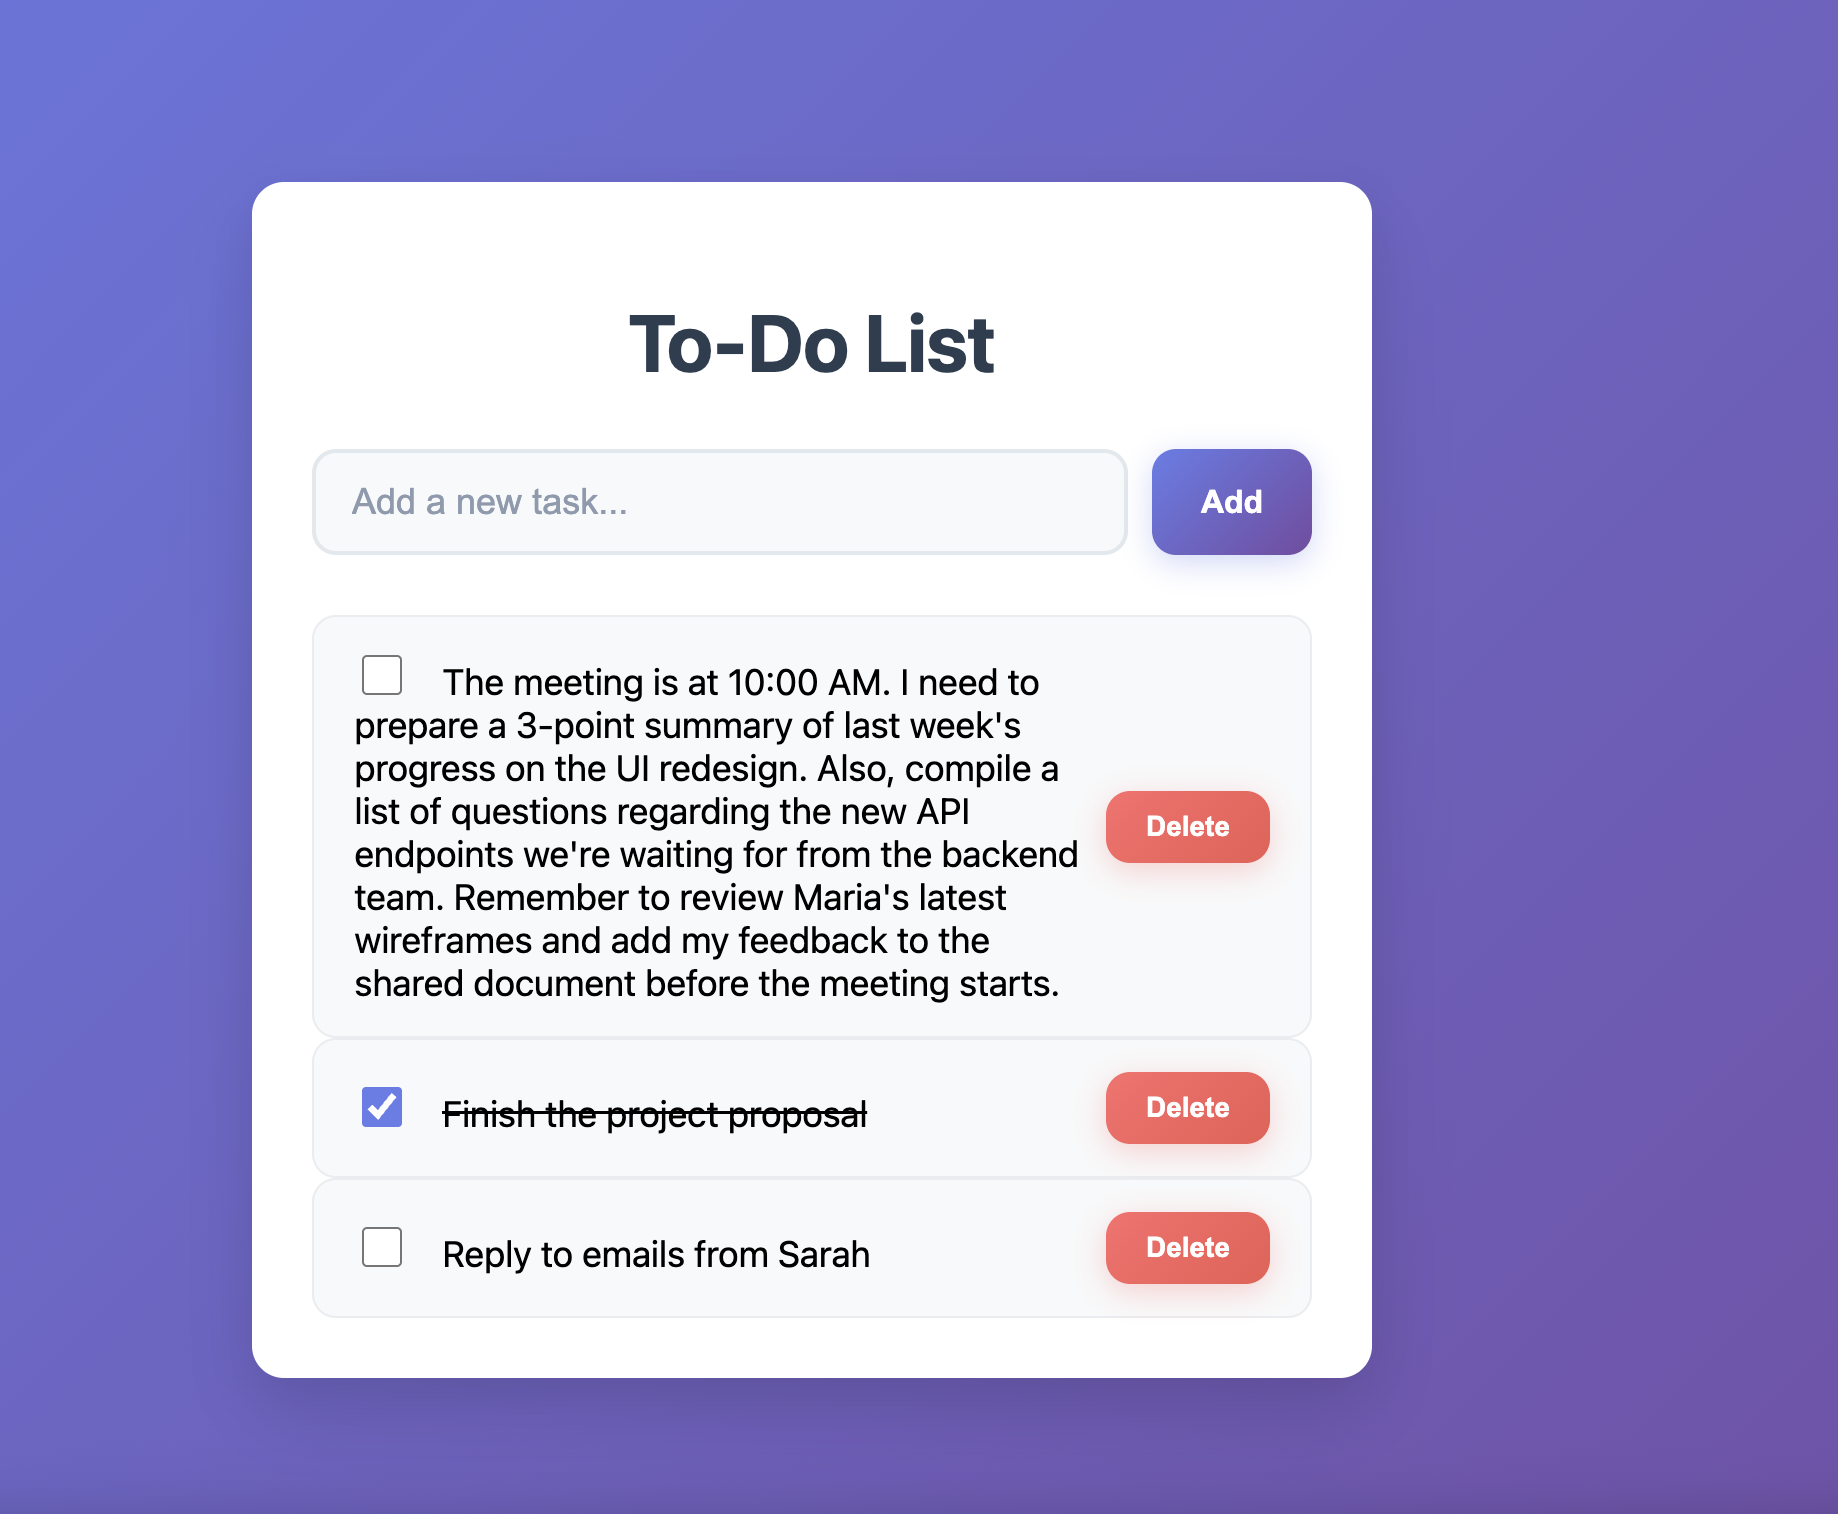 To-Do List
Add a new task...
Add
The meeting is at 10:00 AM. I need to
prepare a 3-point summary of last week's
progress on the UI redesign. Also, compile a
list of questions regarding the new API
endpoints we're waiting for from the backend
team. Remember to review Maria's latest
wireframes and add my feedback to the
shared document before the meeting starts.
Delete
Finish the project proposal
Delete
Reply to emails from Sarah
Delete